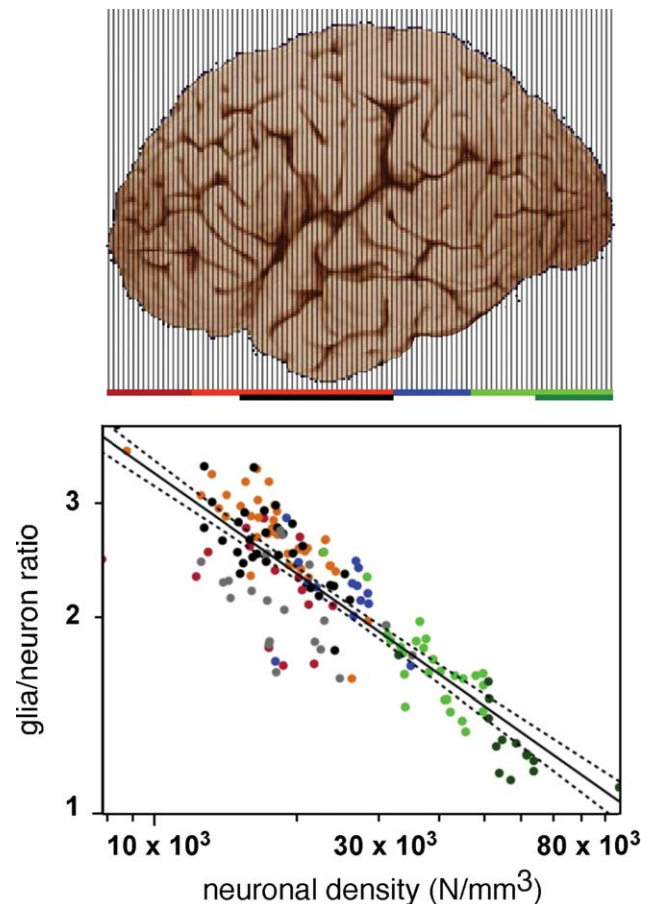 3
2
1
glia/neuron ratio
10 x 10³
30 x 10³
80 x 10³
neuronal density (N/mm³)